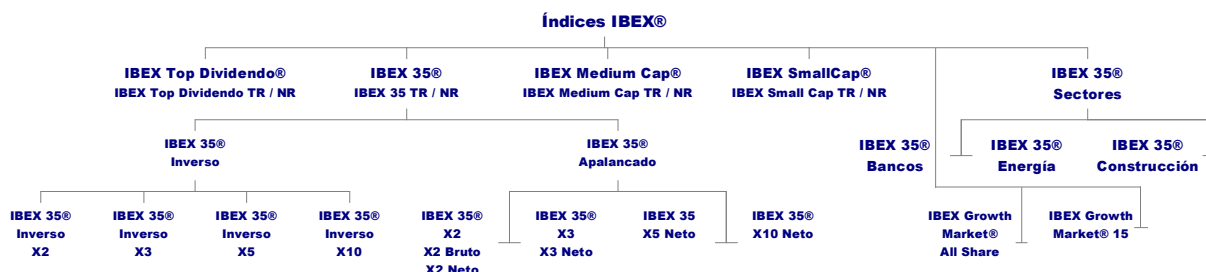 Índices IBEX®
IBEX Top Dividendo®
IBEX Top Dividendo TR / NR
IBEX 35®
IBEX 35 TR / NR
IBEX Medium Cap®
IBEX Medium Cap TR / NR
IBEX SmallCap®
IBEX Small Cap TR / NR
IBEX 35®
Sectores
IBEX 35®
Inverso
IBEX 35®
Apalancado
IBEX 35®
Bancos
IBEX 35®
Energía
IBEX 35®
Construcción
IBEX 35®
Inverso
X2
IBEX 35®
Inverso
X3
IBEX 35®
Inverso
X5
IBEX 35®
Inverso
X10
IBEX 35®
X2
X2 Bruto
X2 Neto
IBEX 35®
X3
X3 Neto
IBEX 35
X5 Neto
IBEX 35®
X10 Neto
IBEX Growth
Market®
All Share
IBEX Growth
Market® 15